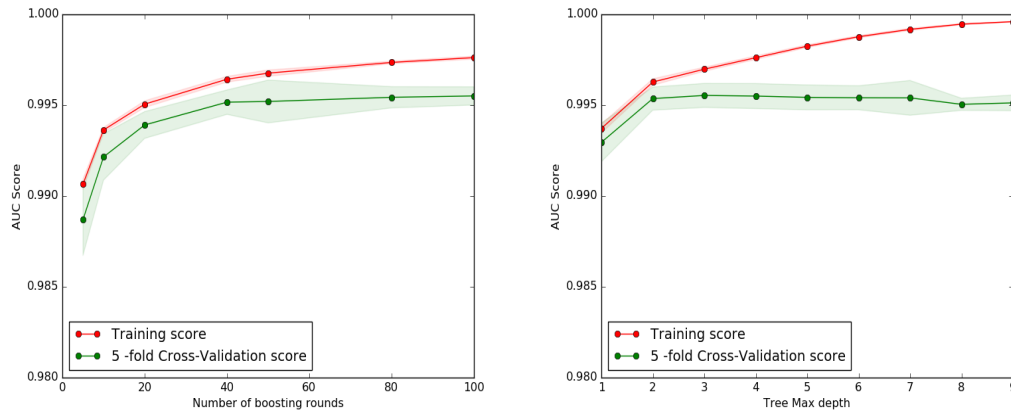 1.000
0.995
0.990
0.985
0.980
AUC Score
Training score
5 -fold Cross-Validation score
0 20 40 60 80 100
Number of boosting rounds
1.000
0.995
0.990
0.985
0.980
AUC Score
Training score
5 -fold Cross-Validation score
1 2 3 4 5 6 7 8 9
Tree Max depth